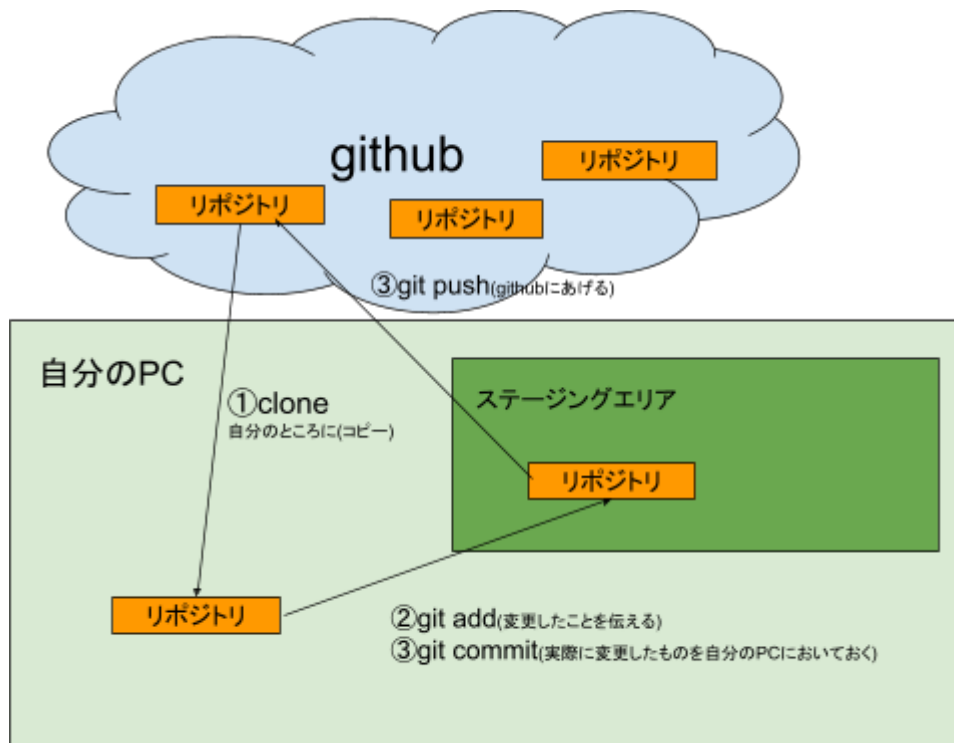 github
リポジトリ
リポジトリ
リポジトリ
③git push(githubにあげる)
自分のPC
ステージングエリア
①clone
自分のところに(コピー)
リポジトリ
リポジトリ
②git add(変更したことを伝える)
③git commit(実際に変更したものを自分のPCにおいておく)